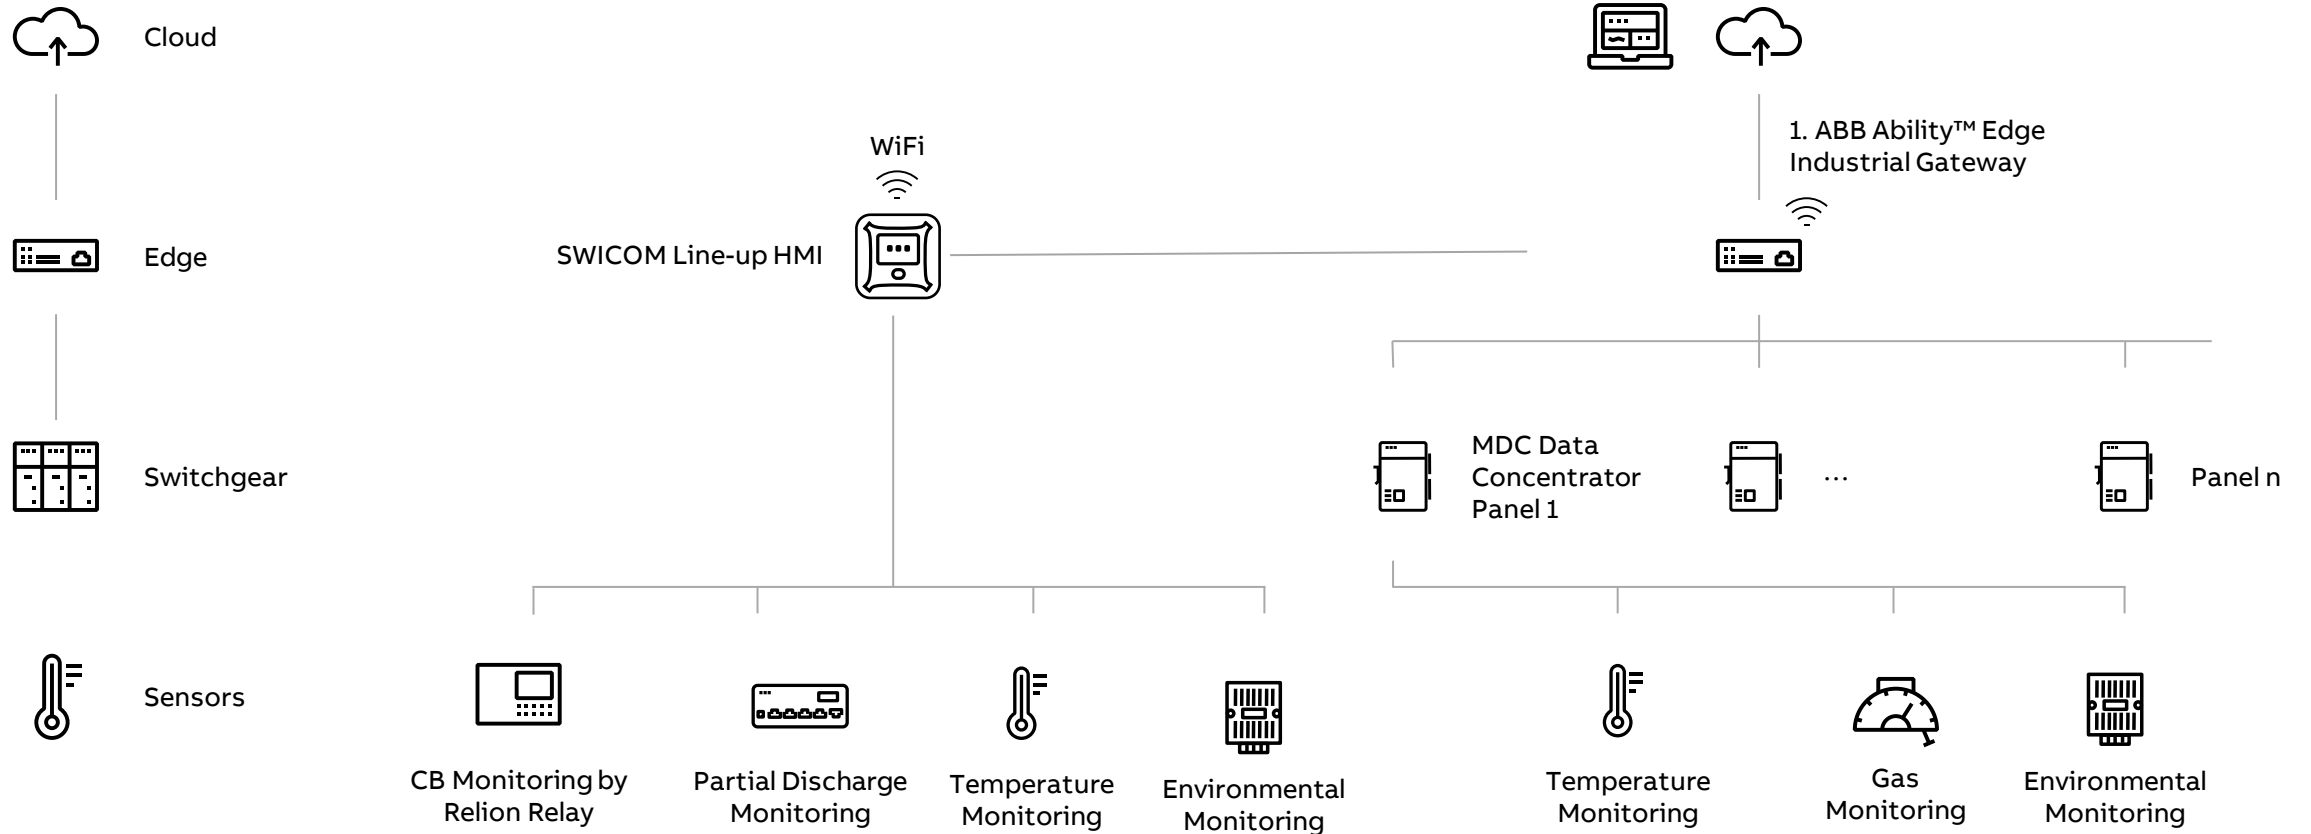 Cloud
WiFi
1. ABB Ability™ Edge
Industrial Gateway
Edge
SWICOM Line-up HMI
Switchgear
MDC Data
Concentrator
Panel 1
...
Panel n
Sensors
CB Monitoring by
Relion Relay
Partial Discharge
Monitoring
Temperature
Monitoring
Environmental
Monitoring
Temperature
Monitoring
Gas
Monitoring
Environmental
Monitoring